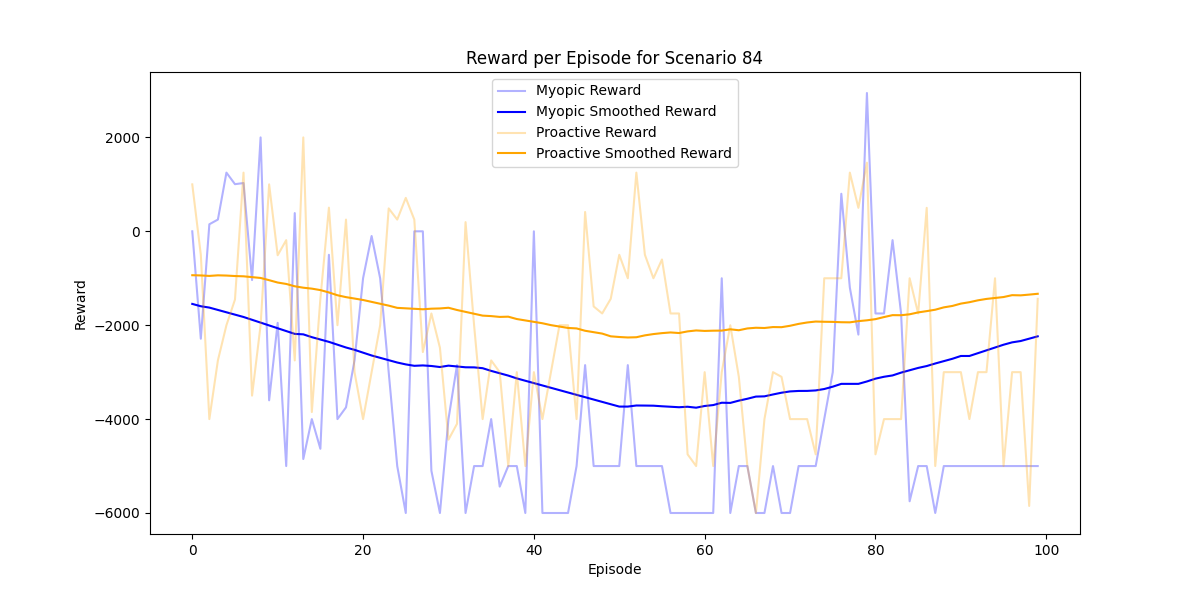 Reward per Episode for Scenario 84
Myopic Reward
Myopic Smoothed Reward
Proactive Reward
Proactive Smoothed Reward
2000
0
−2000
−4000
−6000
Reward
0 20 40 60 80 100
Episode